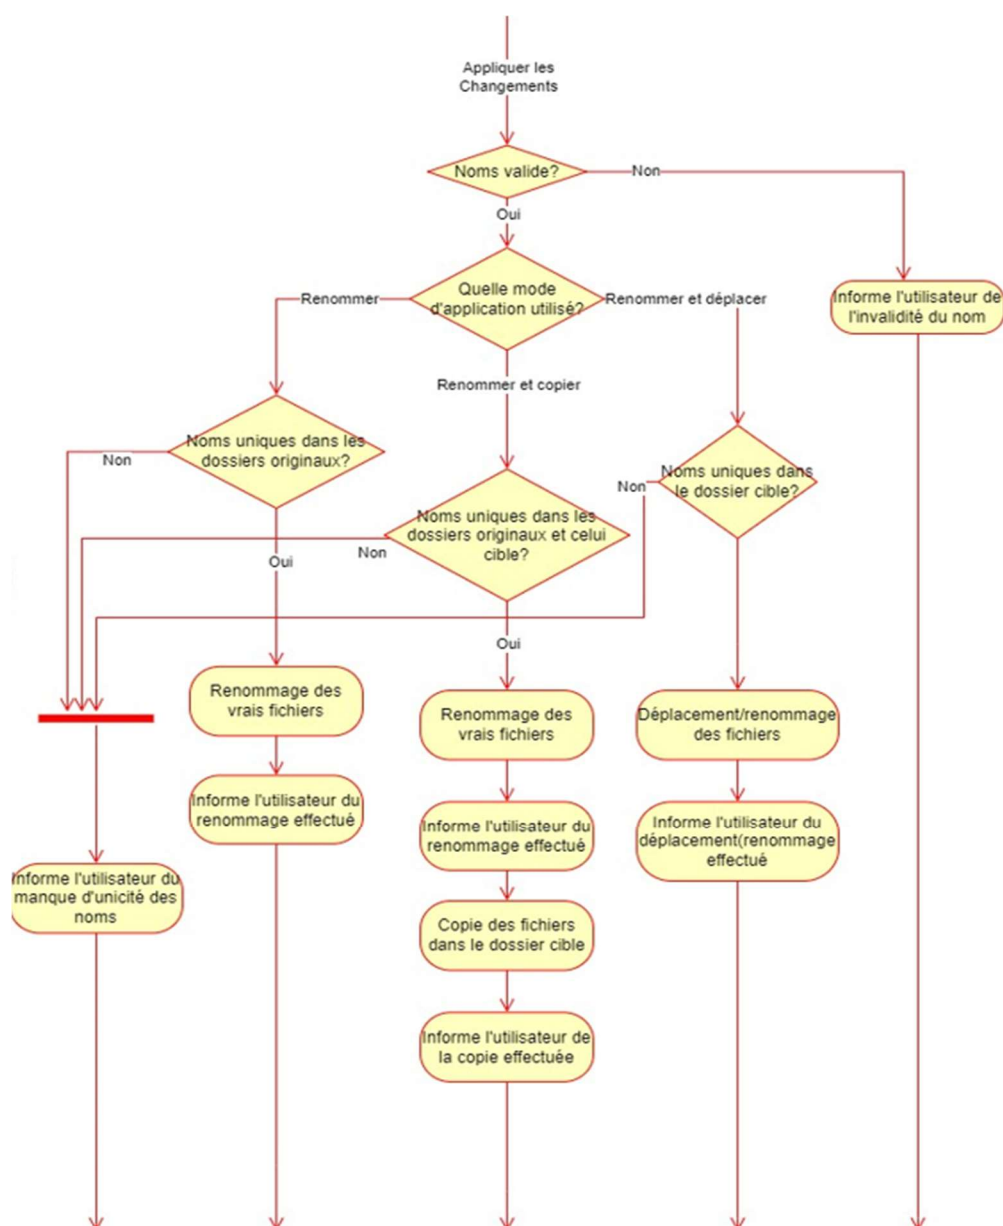 Appliquer les
Changements
Noms valide?
Non
Oui
Quelle mode
d'application utilisé?
Renommer
Renommer et déplacer
Informe l'utilisateur de
l'invalidité du nom
Renommer et copier
Noms uniques dans les
dossiers originaux?
Non
Noms uniques dans
le dossier cible?
Non
Noms uniques dans les
dossiers originaux et celui
cible?
Non
Oui
Oui
Renommage des
vrais fichiers
Renommage des
vrais fichiers
Déplacement/renommage
des fichiers
Informe l'utilisateur du
renommage effectué
Informe l'utilisateur du
renommage effectué
Informe l'utilisateur du
déplacement(renommage
effectué
Informe l'utilisateur du
manque d'unicité des
noms
Copie des fichiers
dans le dossier cible
Informe l'utilisateur de
la copie effectuée